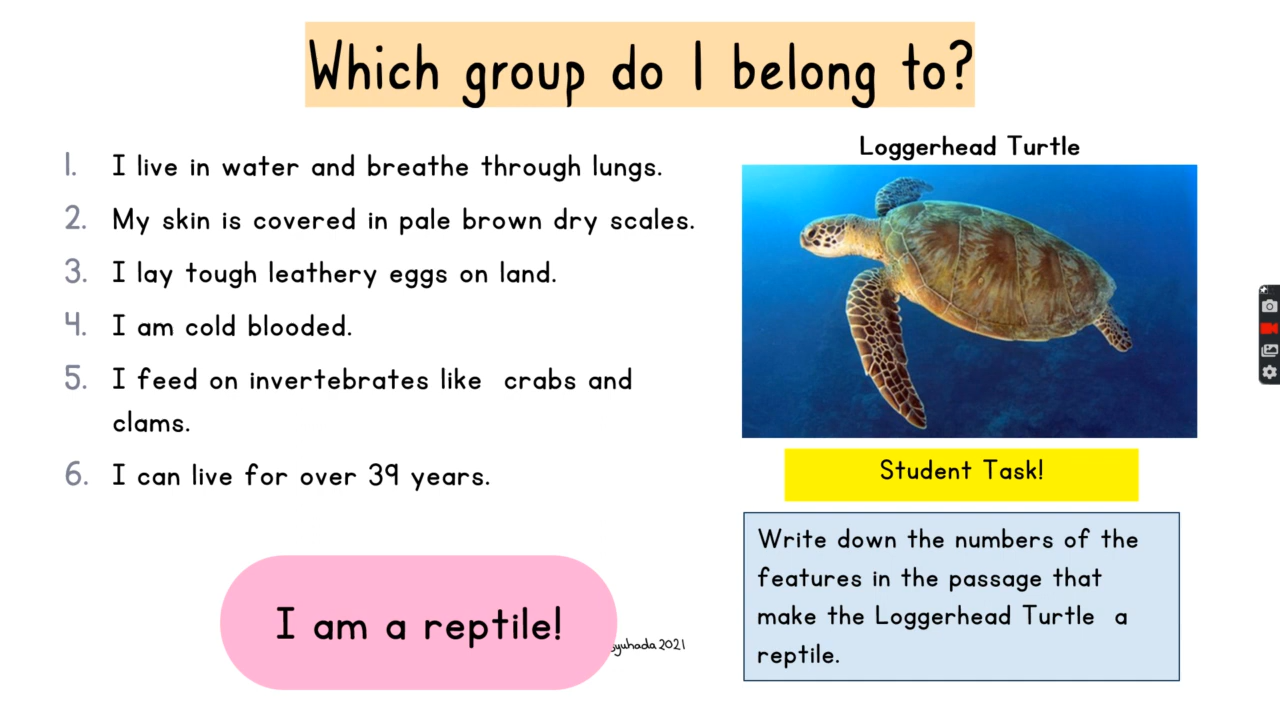 Which group do I belong to?
1. I live in water and breathe through lungs.
2. My skin is covered in pale brown dry scales.
3. I lay tough leathery eggs on land.
4. I am cold blooded.
5. I feed on invertebrates like crabs and
clams.
6. I can live for over 39 years.
I am a reptile!
syuhada 2021
Loggerhead Turtle
Student Task!
Write down the numbers of the
features in the passage that
make the Loggerhead Turtle a
reptile.